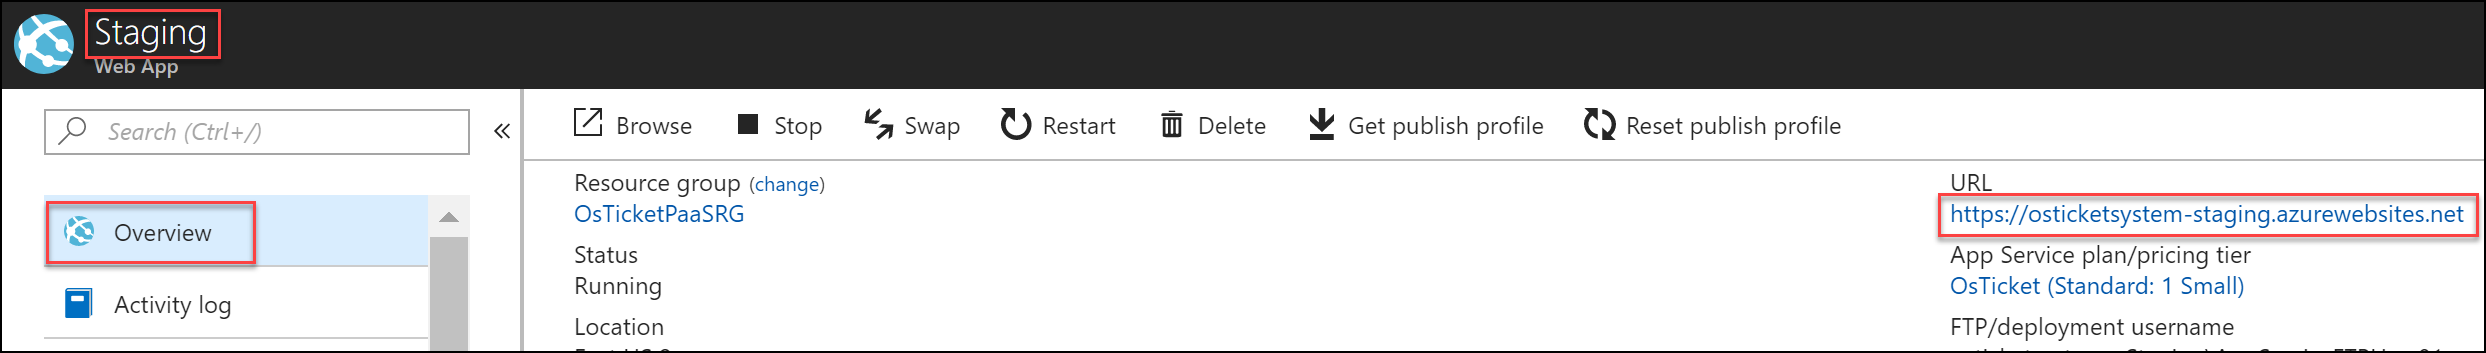 Staging
Web App
Search (Ctrl+/)
«
Browse
Stop
Swap
Restart
Delete
Get publish profile
Reset publish profile
Overview
Activity log
Resource group (change)
OsTicketPaaSRG
Status
Running
Location
URL
https://osticketsystem-staging.azurewebsites.net
App Service plan/pricing tier
OsTicket (Standard: 1 Small)
FTP/deployment username